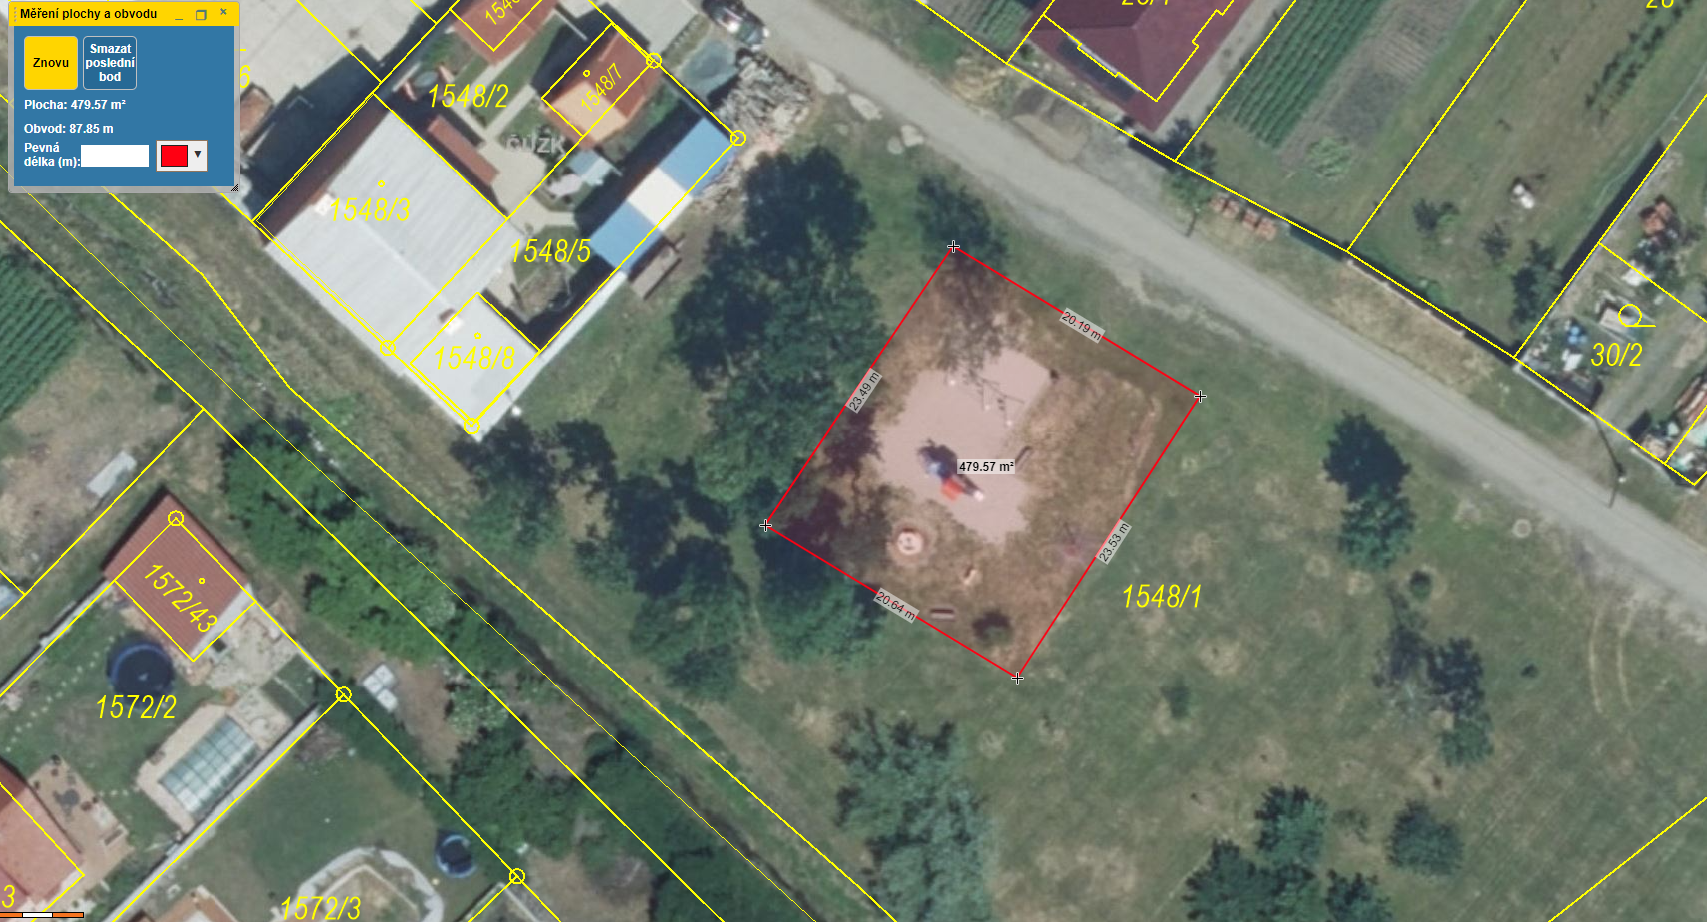 Měření plochy a obvodu
Znovu
Smazat
poslední
bod
Plocha: 479.57 m²
Obvod: 87.85 m
Pevná
délka (m):
1548/2
1548/7
ČÚZK
1548/3
1548/5
1548/8
20.19 m
23.49 m
479.57 m²
23.53 m
20.64 m
1548/1
30/2
1572/43
1572/2
1572/3
3